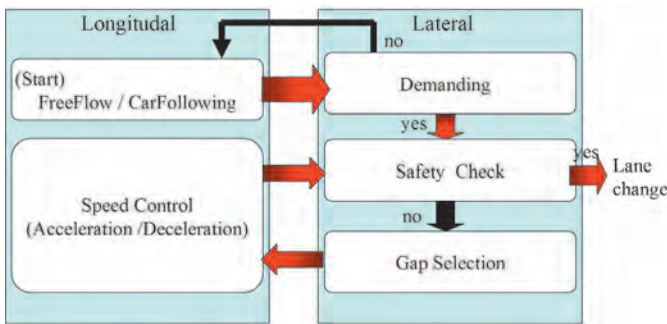 Longitudal
Lateral
no
(Start)
FreeFlow / CarFollowing
Demanding
yes
yes
Speed Control
(Acceleration /Deceleration)
Safety Check
Lane
change
no
Gap Selection